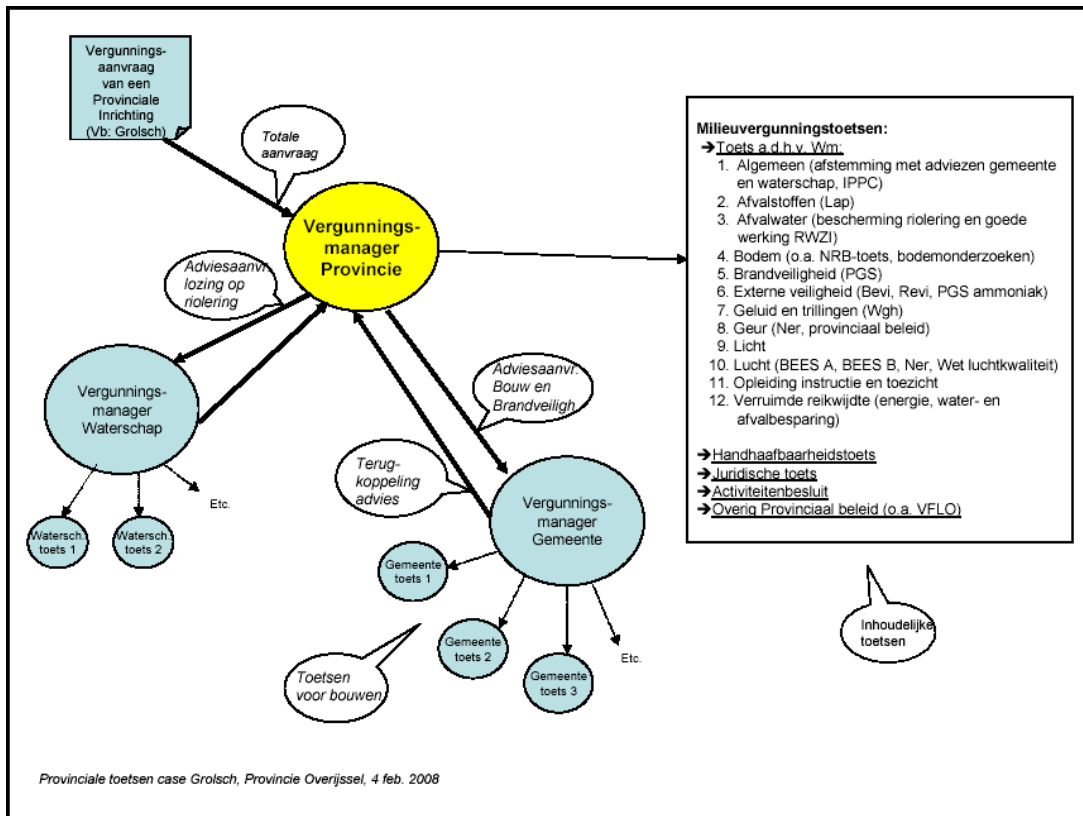 Vergunnings-
aanvraag
van een
Provinciale
Inrichting
(Vb: Grolsch)
Totale
aanvraag
Vergunnings-
manager
Provincie
Adviesaanvr.
lozing op
riolering
Vergunnings-
manager
Waterschap
Etc.
Watersch.
toets 1
Watersch.
toets 2
Adviesaanvr.
Bouw en
Brandveiligh.
Terug-
koppeling
advies
Vergunnings-
manager
Gemeente
Gemeente
toets 1
Gemeente
toets 2
Gemeente
toets 3
Etc.
Toetsen
voor bouwen
Milieuvergunningstoetsen:
➔Toets a.d.h.v. Wm:
1. Algemeen (afstemming met adviezen gemeente
en waterschap, IPPC)
2. Afvalstoffen (Lap)
3. Afvalwater (bescherming riolering en goede
werking RWZI)
4. Bodem (o.a. NRB-toets, bodemonderzoeken)
5. Brandveiligheid (PGS)
6. Externe veiligheid (Bevi, Revi, PGS ammoniak)
7. Geluid en trillingen (Wgh)
8. Geur (Ner, provinciaal beleid)
9. Licht
10. Lucht (BEES A, BEES B, Ner, Wet luchtkwaliteit)
11. Opleiding instructie en toezicht
12. Verruimde reikwijdte (energie, water- en
afvalbesparing)
➔Handhaafbaarheidstoets
➔Juridische toets
➔Activiteitenbesluit
➔Overig Provinciaal beleid (o.a. VFLO)
Inhoudelijke
toetsen
Provinciale toetsen case Grolsch, Provincie Overijssel, 4 feb. 2008